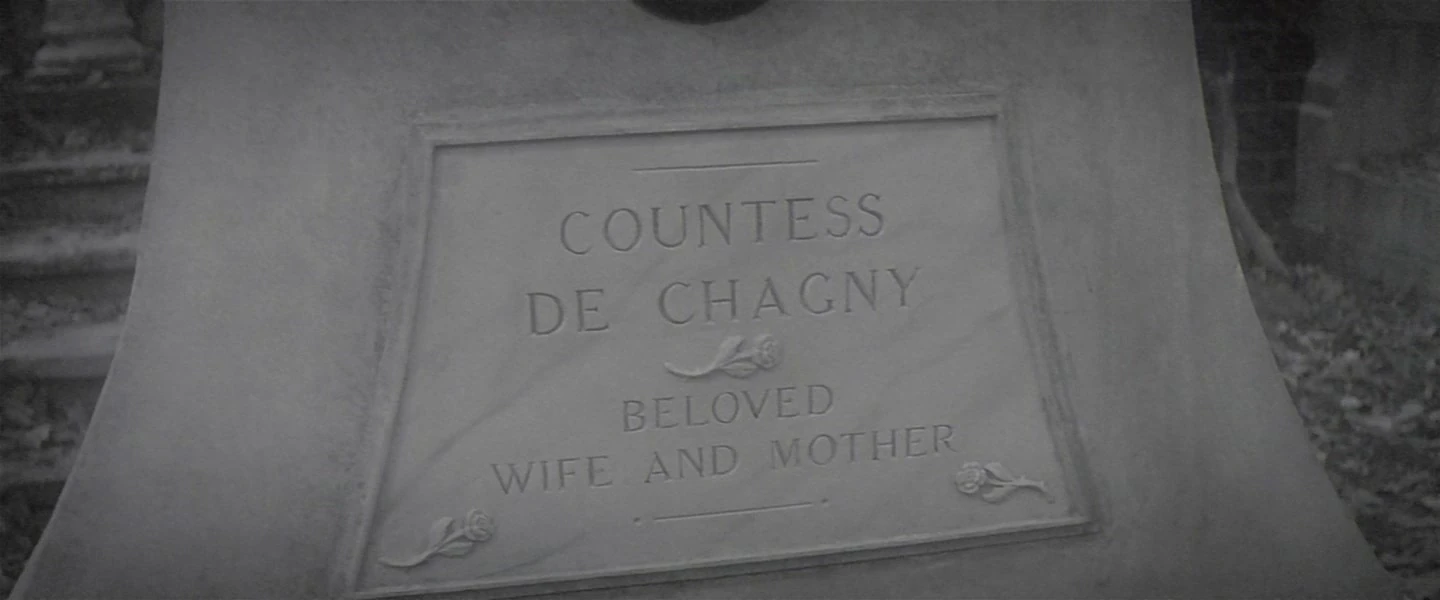 COUNTESS
DE CHAGNY
BELOVED
WIFE AND MOTHER